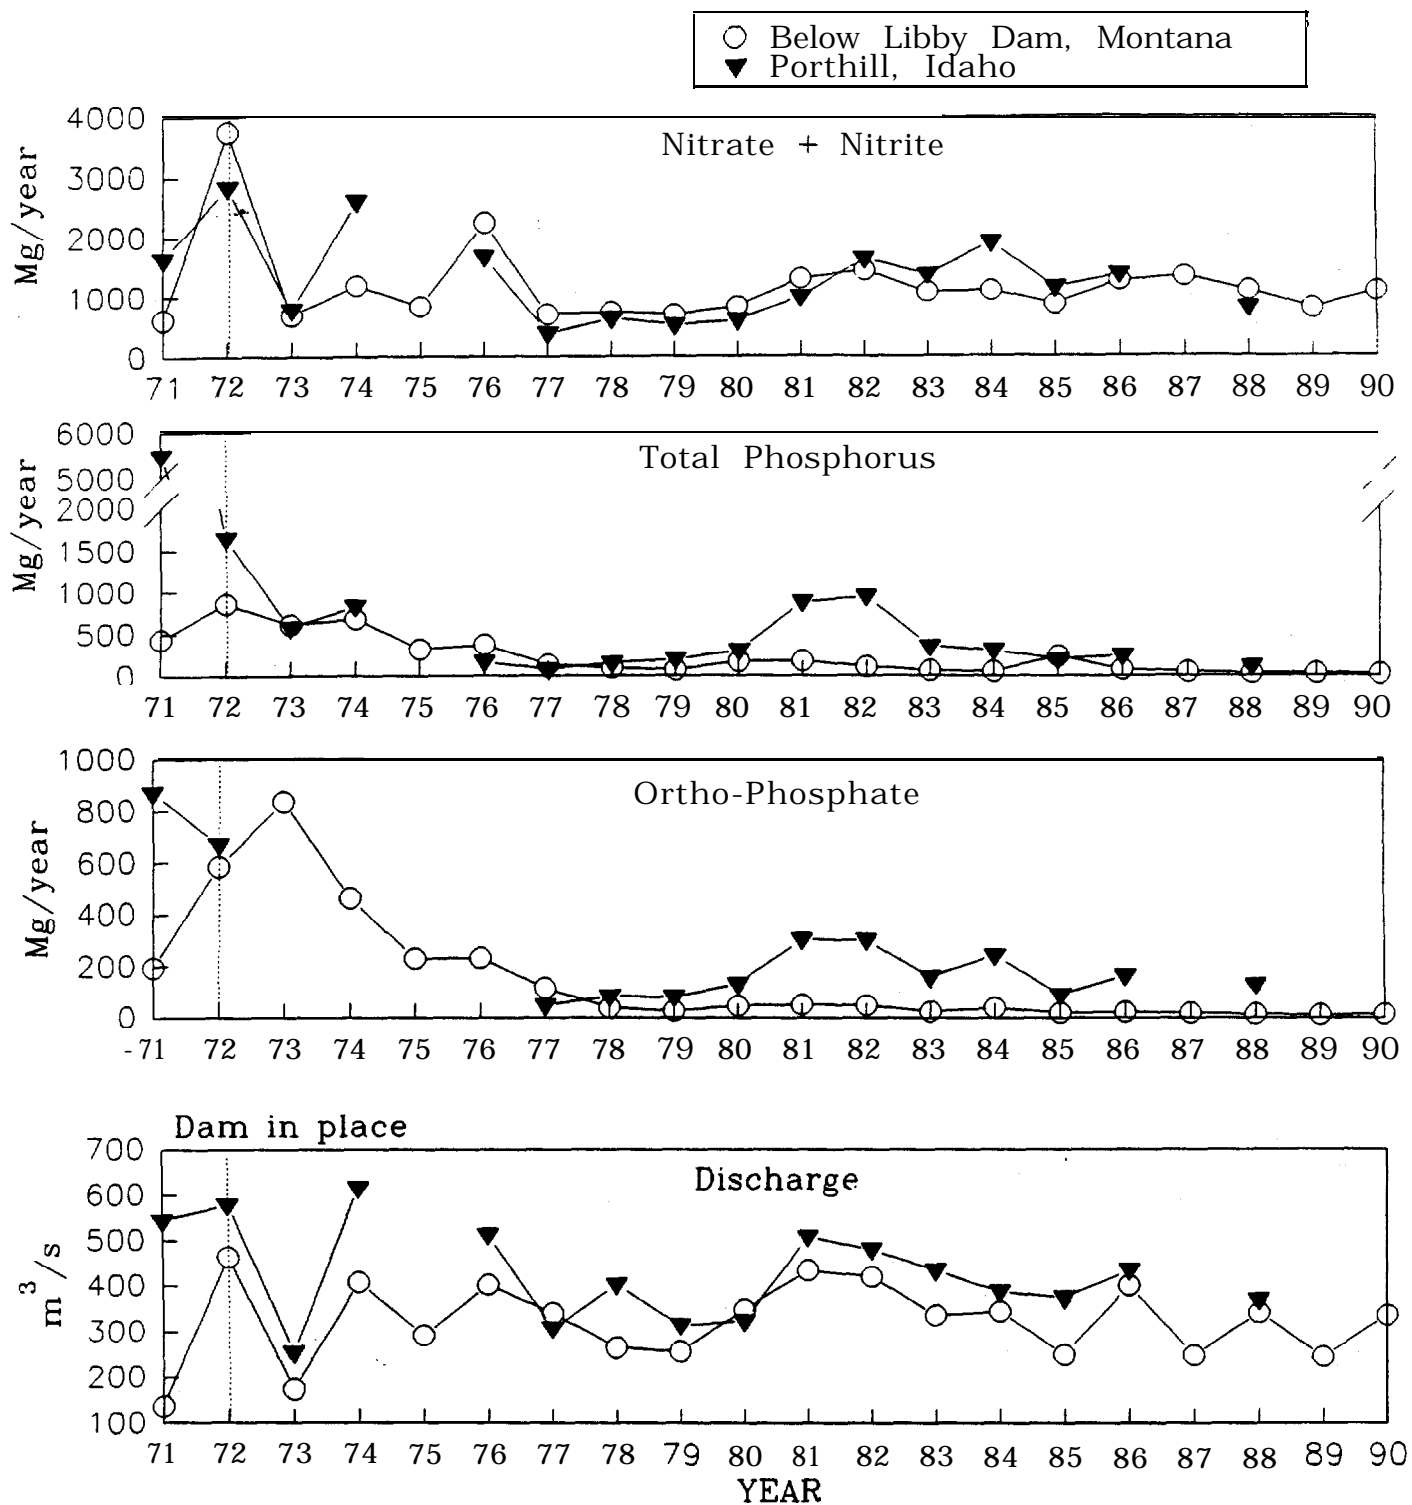 Below Libby Dam, Montana
Porthill, Idaho
Nitrate + Nitrite
Mg/year
4000
3000
2000
1000
0
71 72 73 74 75 76 77 78 79 80 81 82 83 84 85 86 87 88 89 90
Total Phosphorus
Mg/year
6000
5000
2000
1500
1000
500
0
71 72 73 74 75 76 77 78 79 80 81 82 83 84 85 86 87 88 89 90
Ortho-Phosphate
Mg/year
1000
800
600
400
200
0
-71 72 73 74 75 76 77 78 79 80 81 82 83 84 85 86 87 88 89 90
Dam in place
Discharge
m³/s
700
600
500
400
300
200
100
71 72 73 74 75 76 77 78 79 80 81 82 83 84 85 86 87 88 89 90
YEAR